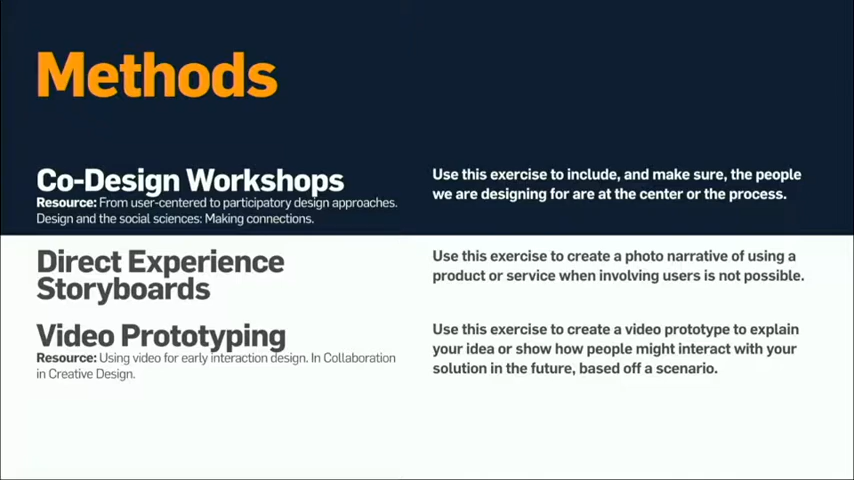 Methods
Co-Design Workshops
Resource: From user-centered to participatory design approaches.
Design and the social sciences: Making connections.
Use this exercise to include, and make sure, the people
we are designing for are at the center or the process.
Direct Experience
Storyboards
Use this exercise to create a photo narrative of using a
product or service when involving users is not possible.
Video Prototyping
Resource: Using video for early interaction design. In Collaboration
in Creative Design.
Use this exercise to create a video prototype to explain
your idea or show how people might interact with your
solution in the future, based off a scenario.